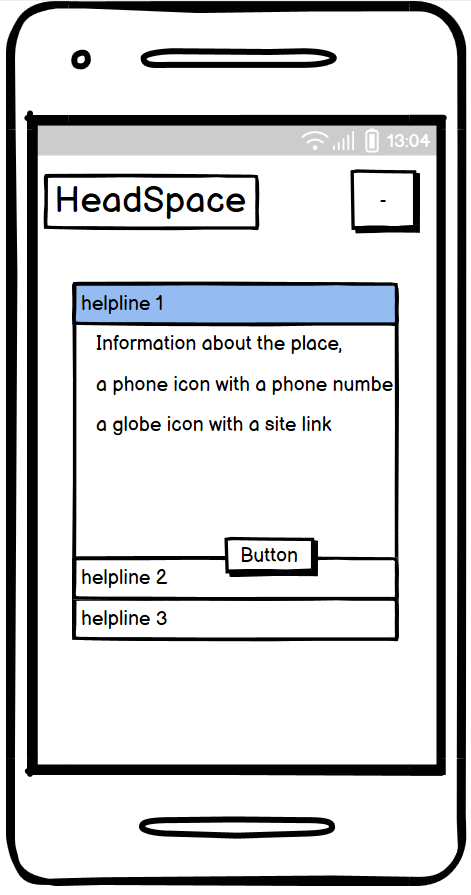 13:04
HeadSpace
-
helpline 1
Information about the place,
a phone icon with a phone numbe
a globe icon with a site link
Button
helpline 2
helpline 3